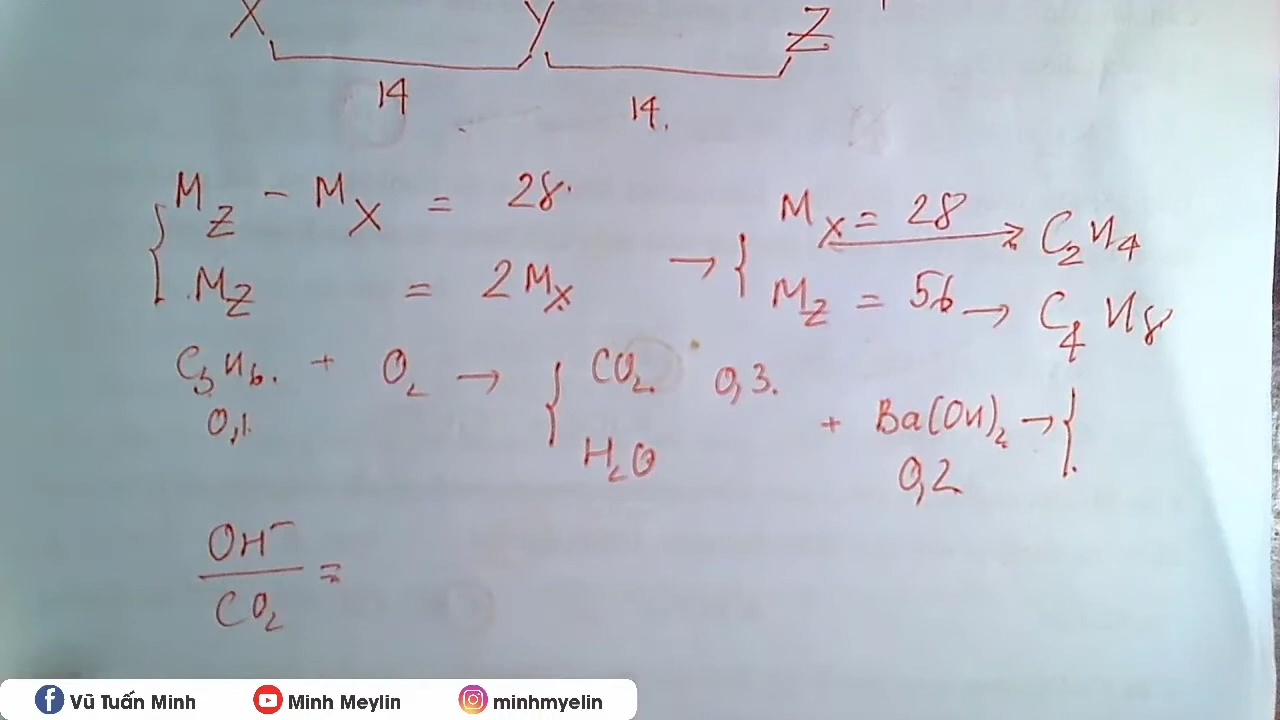 X Y Z
14 14.
M_Z - M_X = 28.
M_Z = 2M_X
→ { M_X = 28 → C₂H₄
M_Z = 56 → C₄H₈
C₃H₆. + O₂ → { CO₂. 0,3.
0,1.
H₂O
+ Ba(OH)₂ → {
0,2
OH⁻
CO₂
=
Vũ Tuấn Minh Minh Meylin minhmyelin